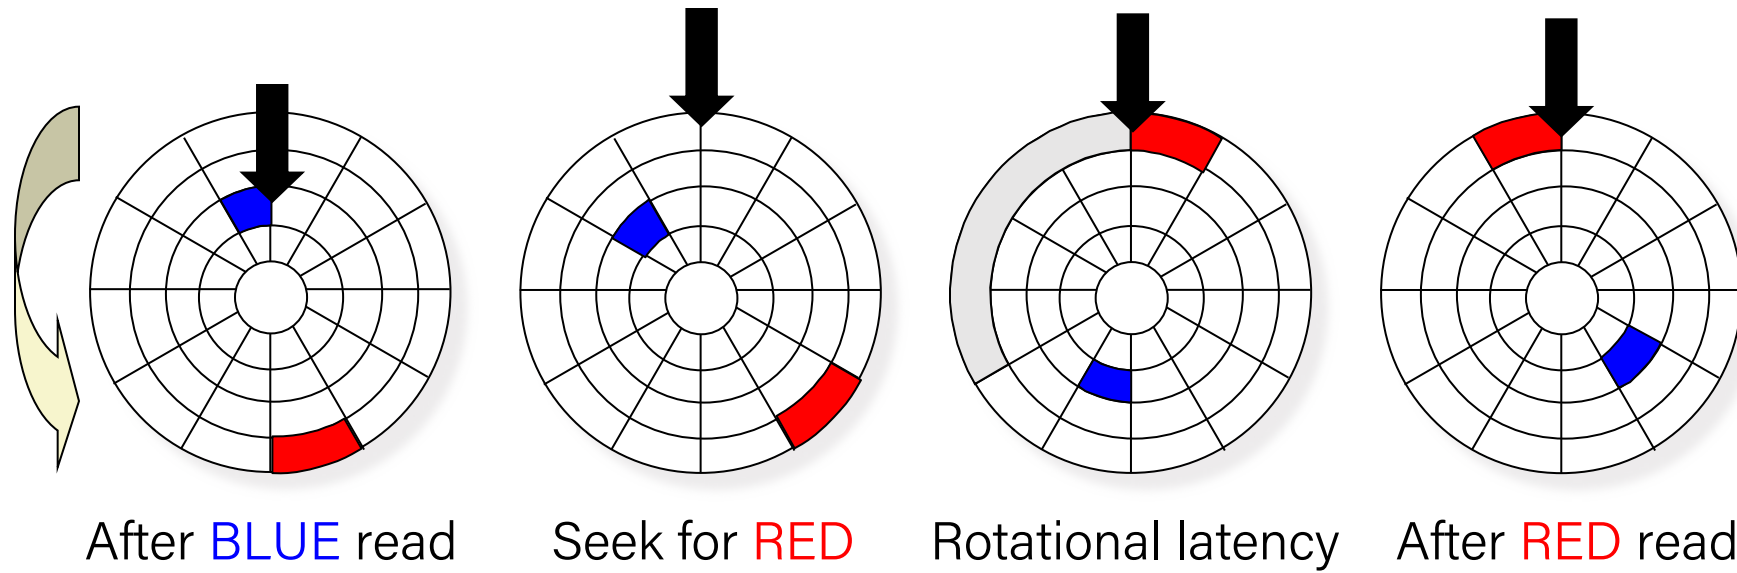 After BLUE read
Seek for RED
Rotational latency
After RED read